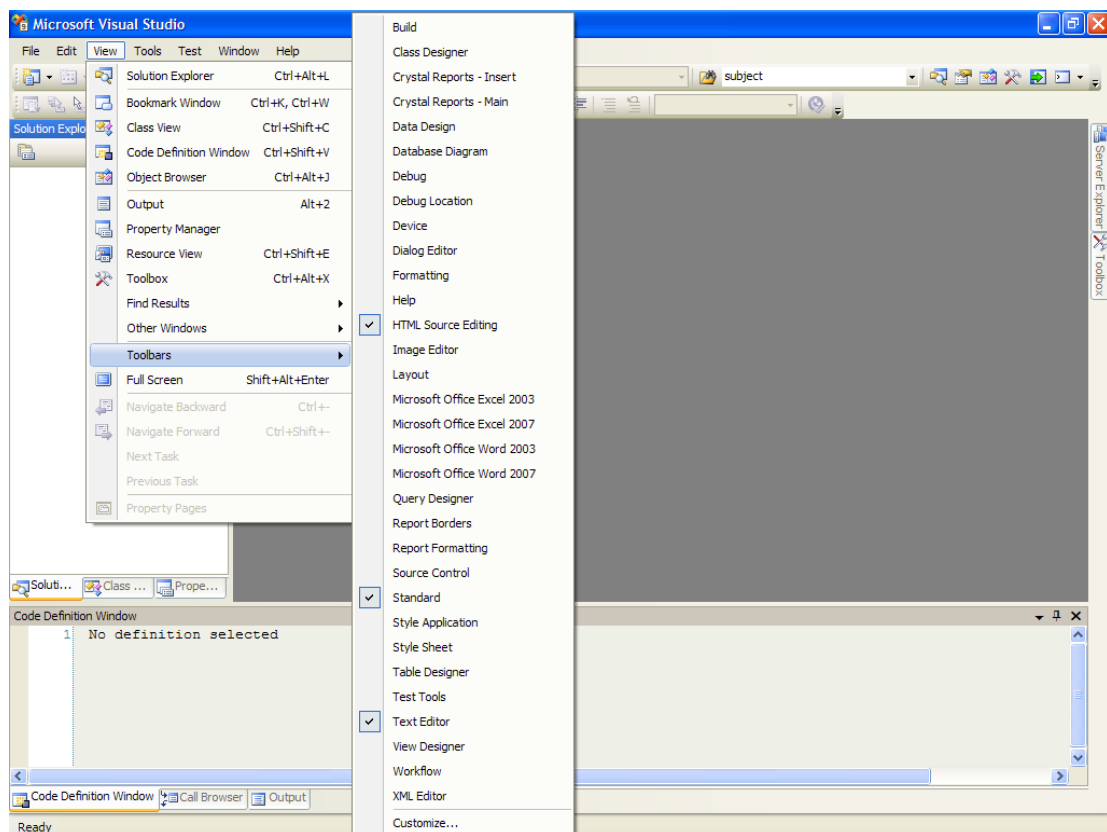 Microsoft Visual Studio
File Edit View Tools Test Window Help
subject
Solution Explo
Solution Explorer Ctrl+Alt+L
Bookmark Window Ctrl+K, Ctrl+W
Class View Ctrl+Shift+C
Code Definition Window Ctrl+Shift+V
Object Browser Ctrl+Alt+J
Output Alt+2
Property Manager
Resource View Ctrl+Shift+E
Toolbox Ctrl+Alt+X
Find Results
Other Windows
Toolbars
Full Screen Shift+Alt+Enter
Navigate Backward Ctrl+-
Navigate Forward Ctrl+Shift+-
Next Task
Previous Task
Property Pages
Build
Class Designer
Crystal Reports - Insert
Crystal Reports - Main
Data Design
Database Diagram
Debug
Debug Location
Device
Dialog Editor
Formatting
Help
HTML Source Editing
Image Editor
Layout
Microsoft Office Excel 2003
Microsoft Office Excel 2007
Microsoft Office Word 2003
Microsoft Office Word 2007
Query Designer
Report Borders
Report Formatting
Source Control
Standard
Style Application
Style Sheet
Table Designer
Test Tools
Text Editor
View Designer
Workflow
XML Editor
Customize...
Server Explorer
Toolbox
Soluti... Class ... Prope...
Code Definition Window
1 No definition selected
Code Definition Window Call Browser Output
Ready